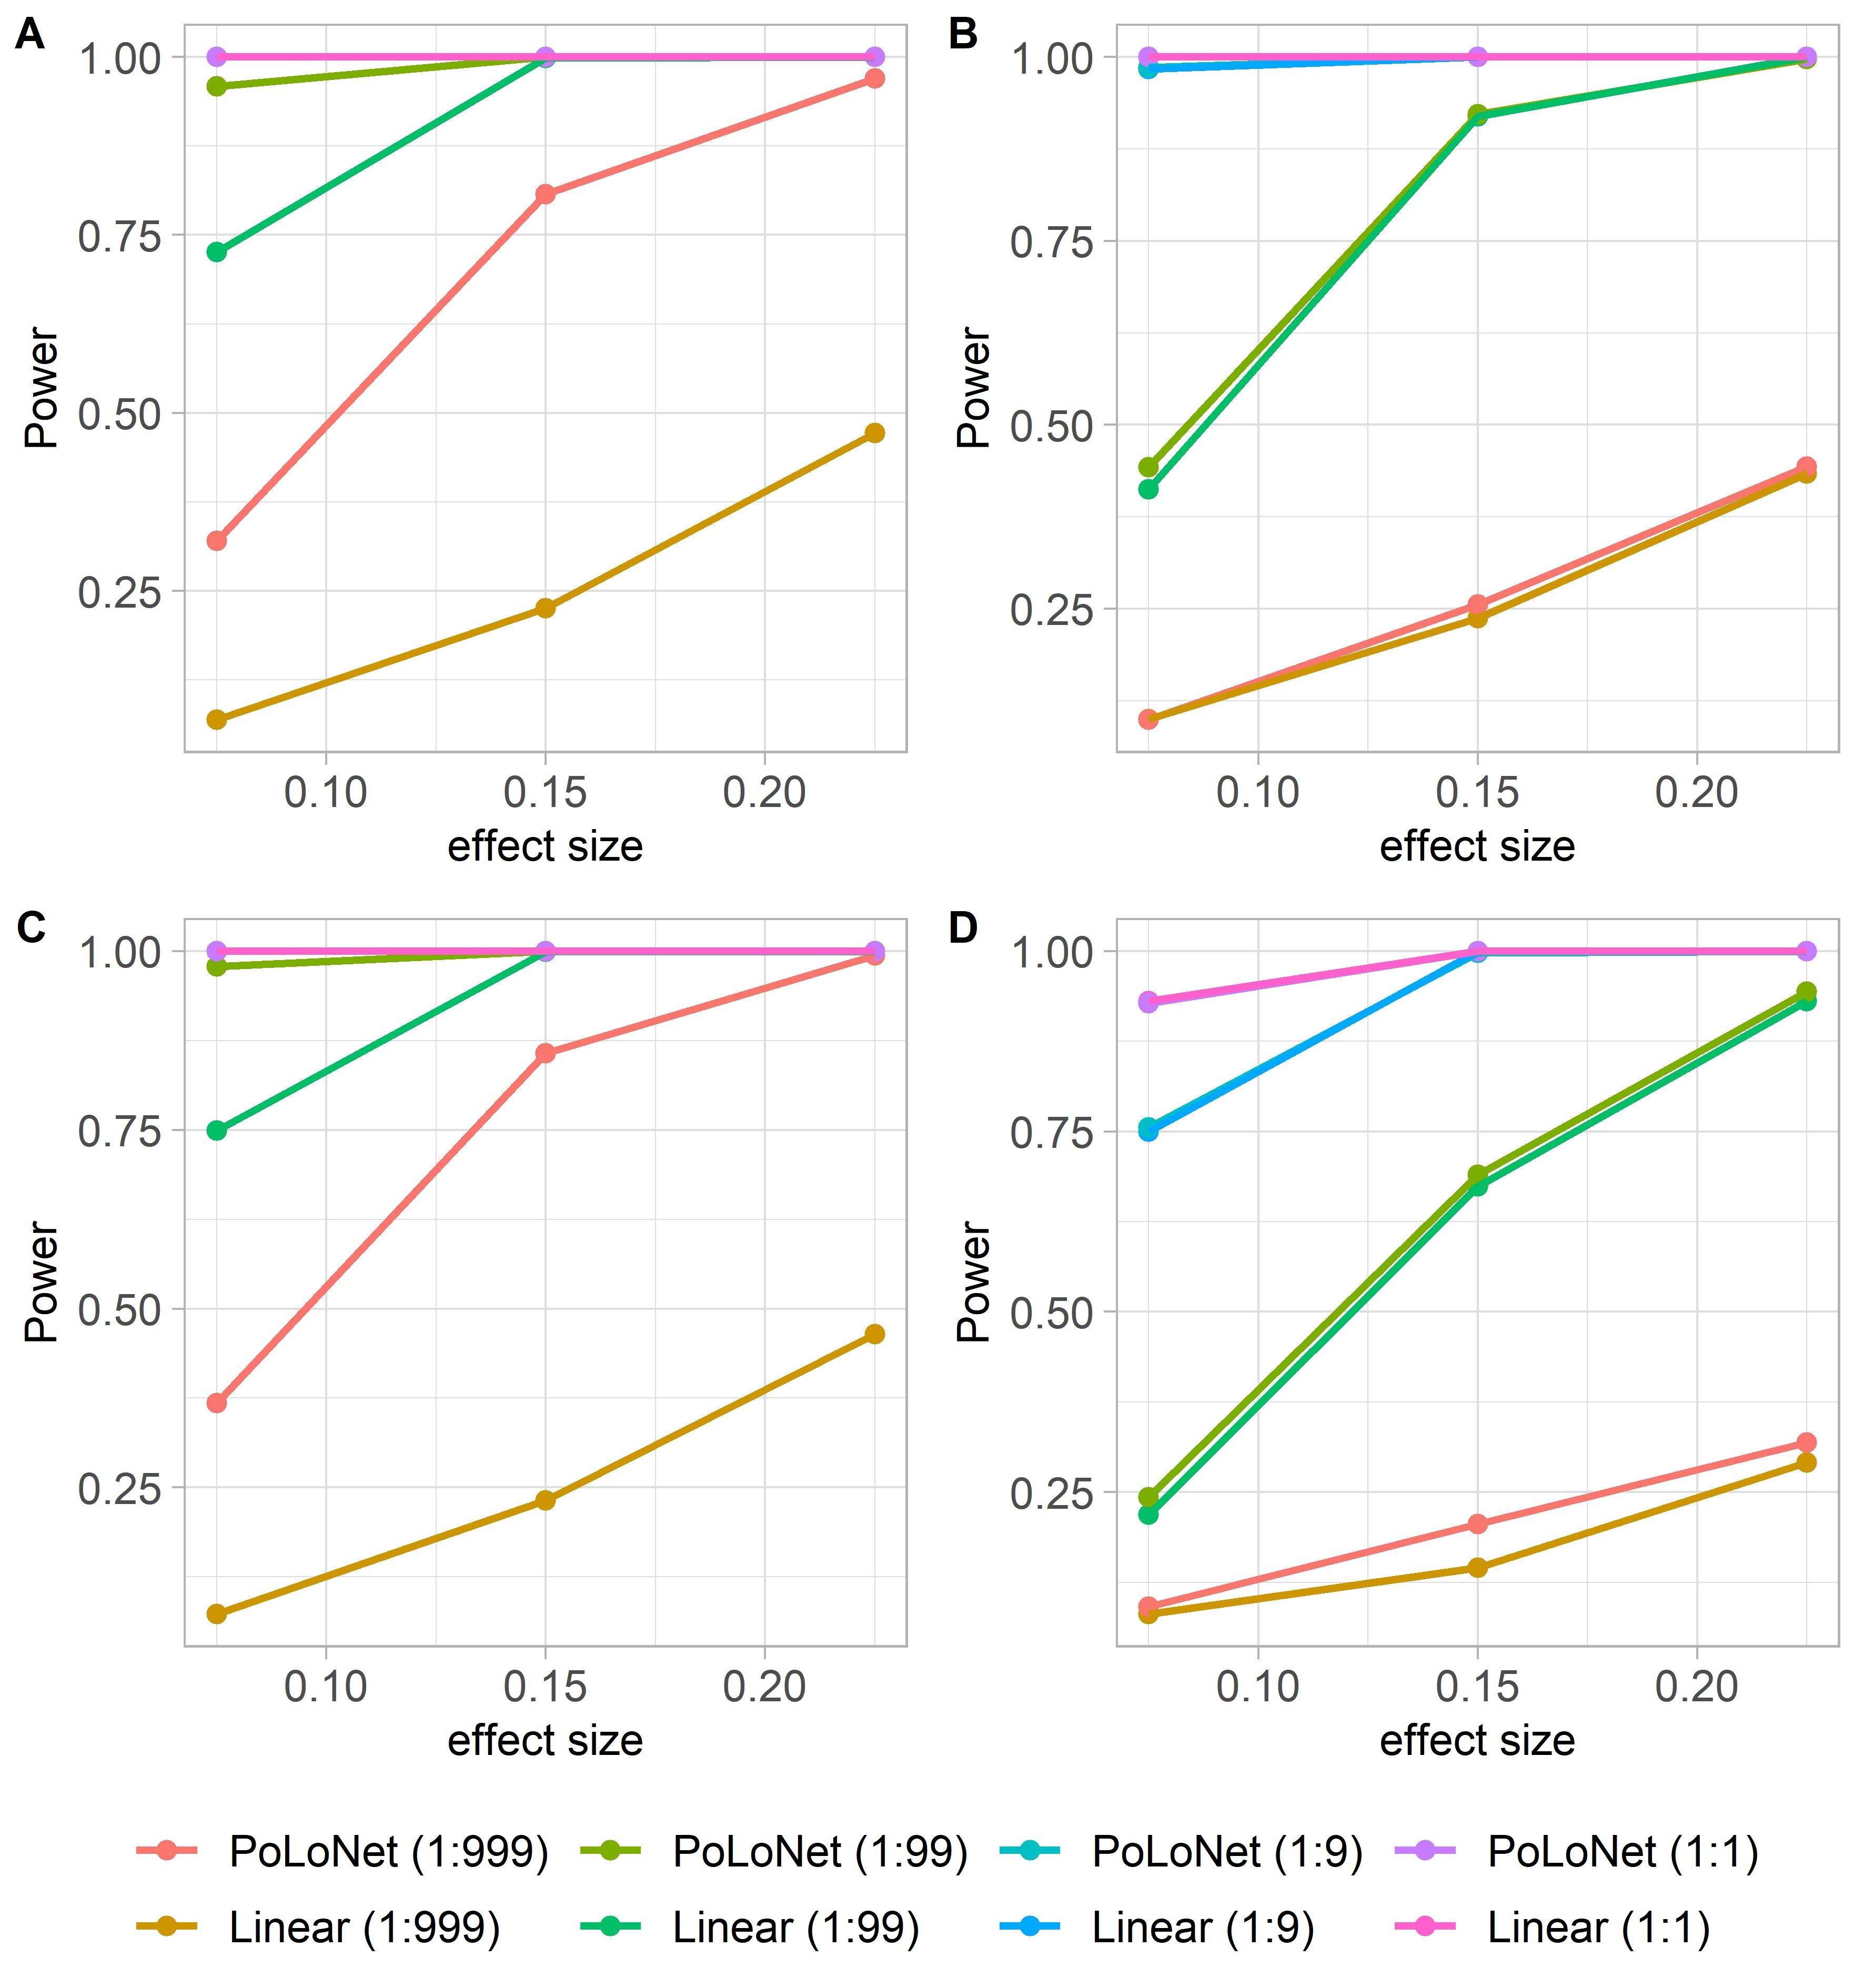 A
1.00
0.75
0.50
0.25
Power
0.10 0.15 0.20
effect size
B
1.00
0.75
0.50
0.25
Power
0.10 0.15 0.20
effect size
C
1.00
0.75
0.50
0.25
Power
0.10 0.15 0.20
effect size
D
1.00
0.75
0.50
0.25
Power
0.10 0.15 0.20
effect size
PoLoNet (1:999) PoLoNet (1:99) PoLoNet (1:9) PoLoNet (1:1)
Linear (1:999) Linear (1:99) Linear (1:9) Linear (1:1)